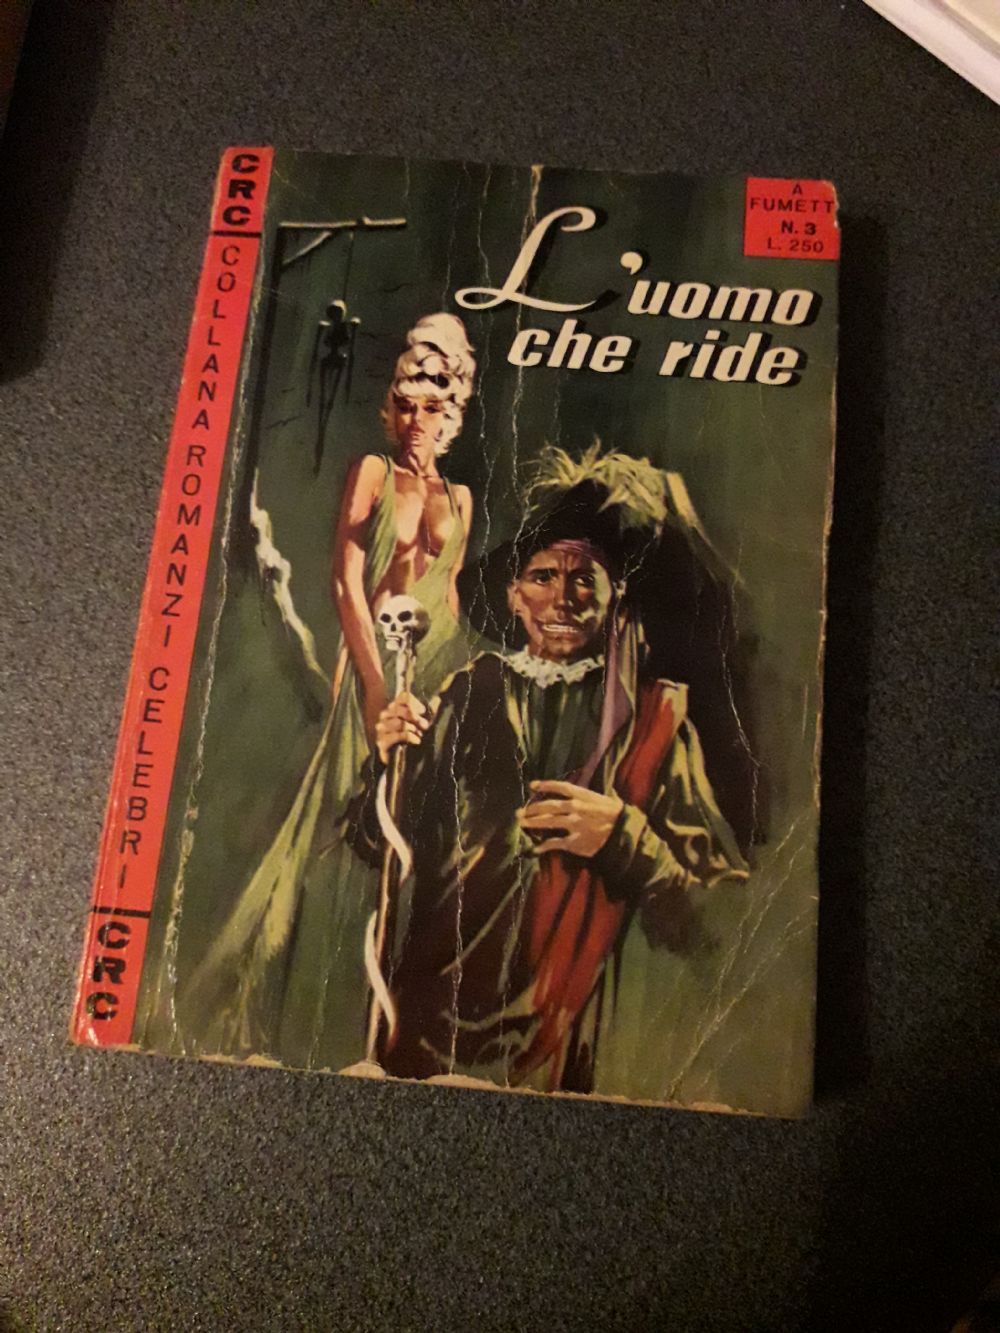 CRC
COLLANA ROMANZI CELEBRI
CRC
A
FUMETT
N. 3
L. 250
L'uomo
che ride